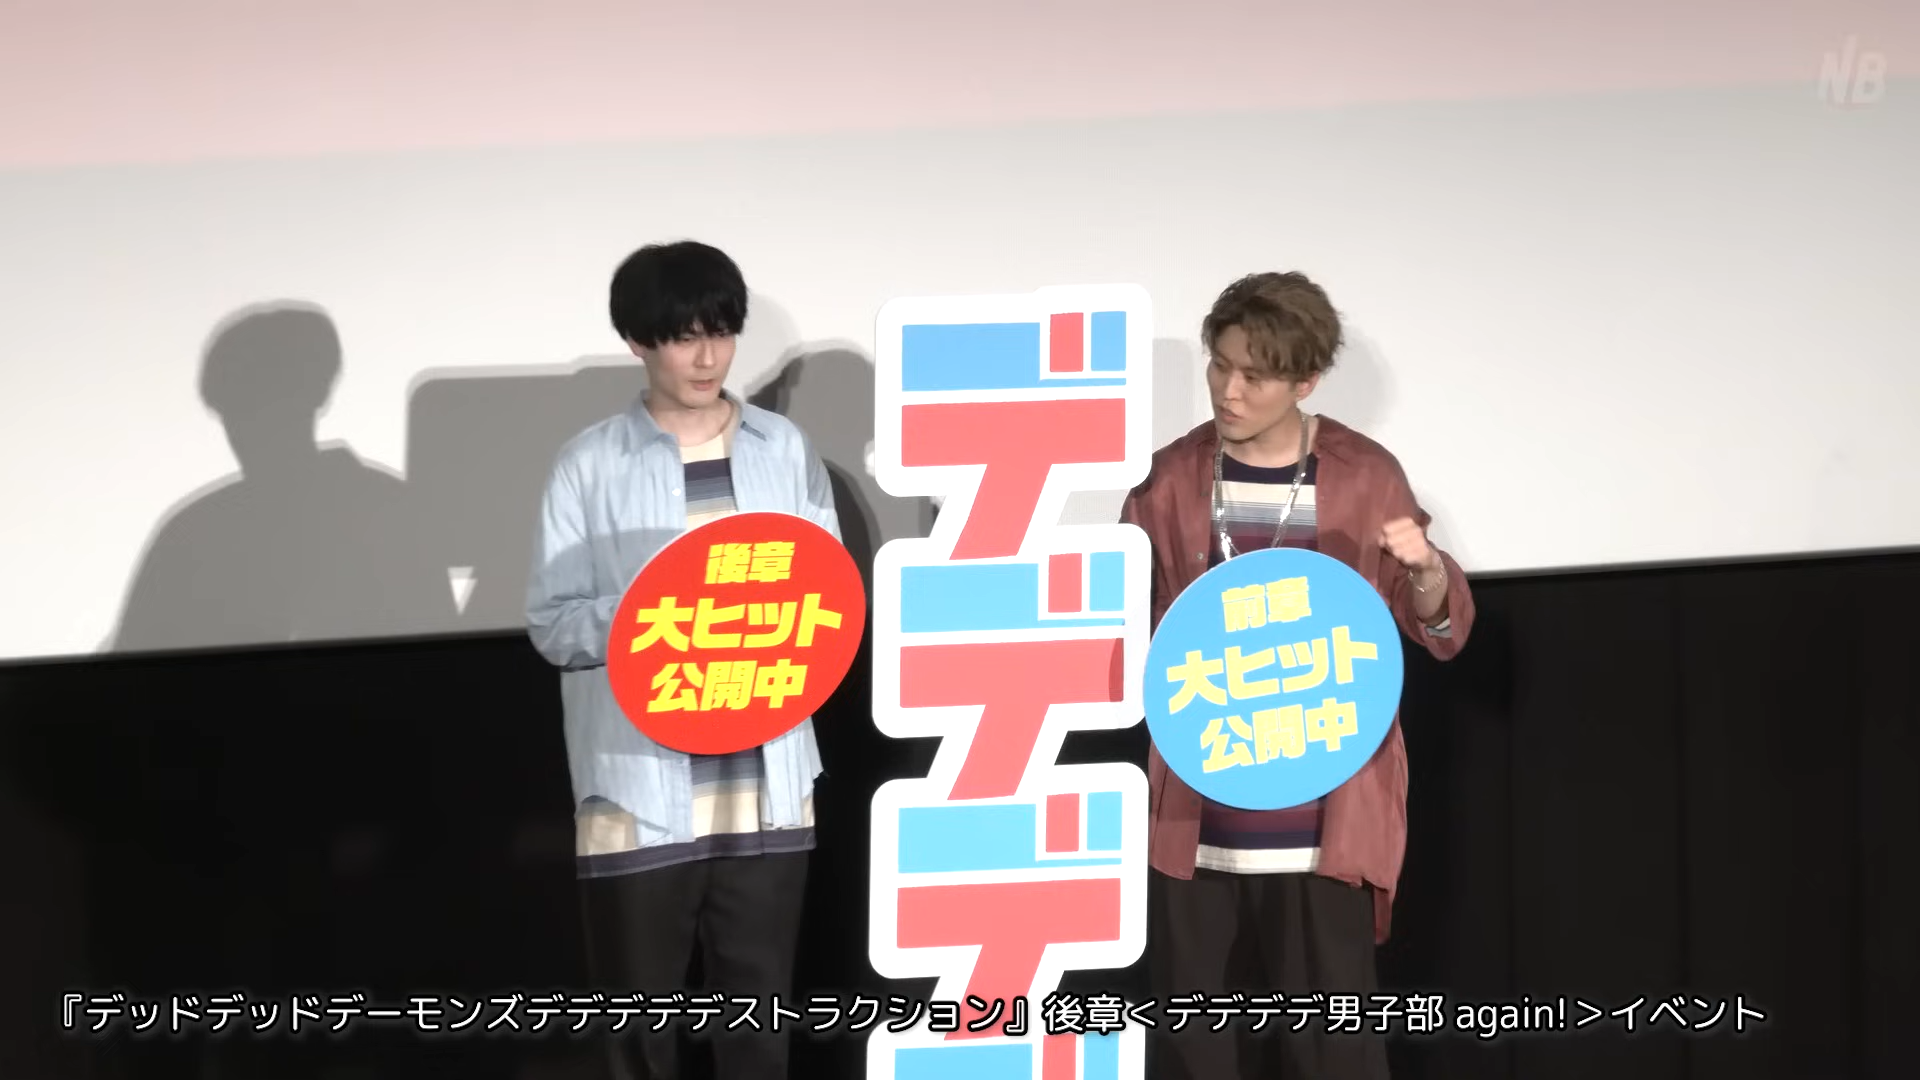 NB
デ
デ
デ
後章
大ヒット
公開中
前章
大ヒット
公開中
『デッドデッドデーモンズデデデデデストラクション』後章＜デデデデ男子部 again!＞イベント